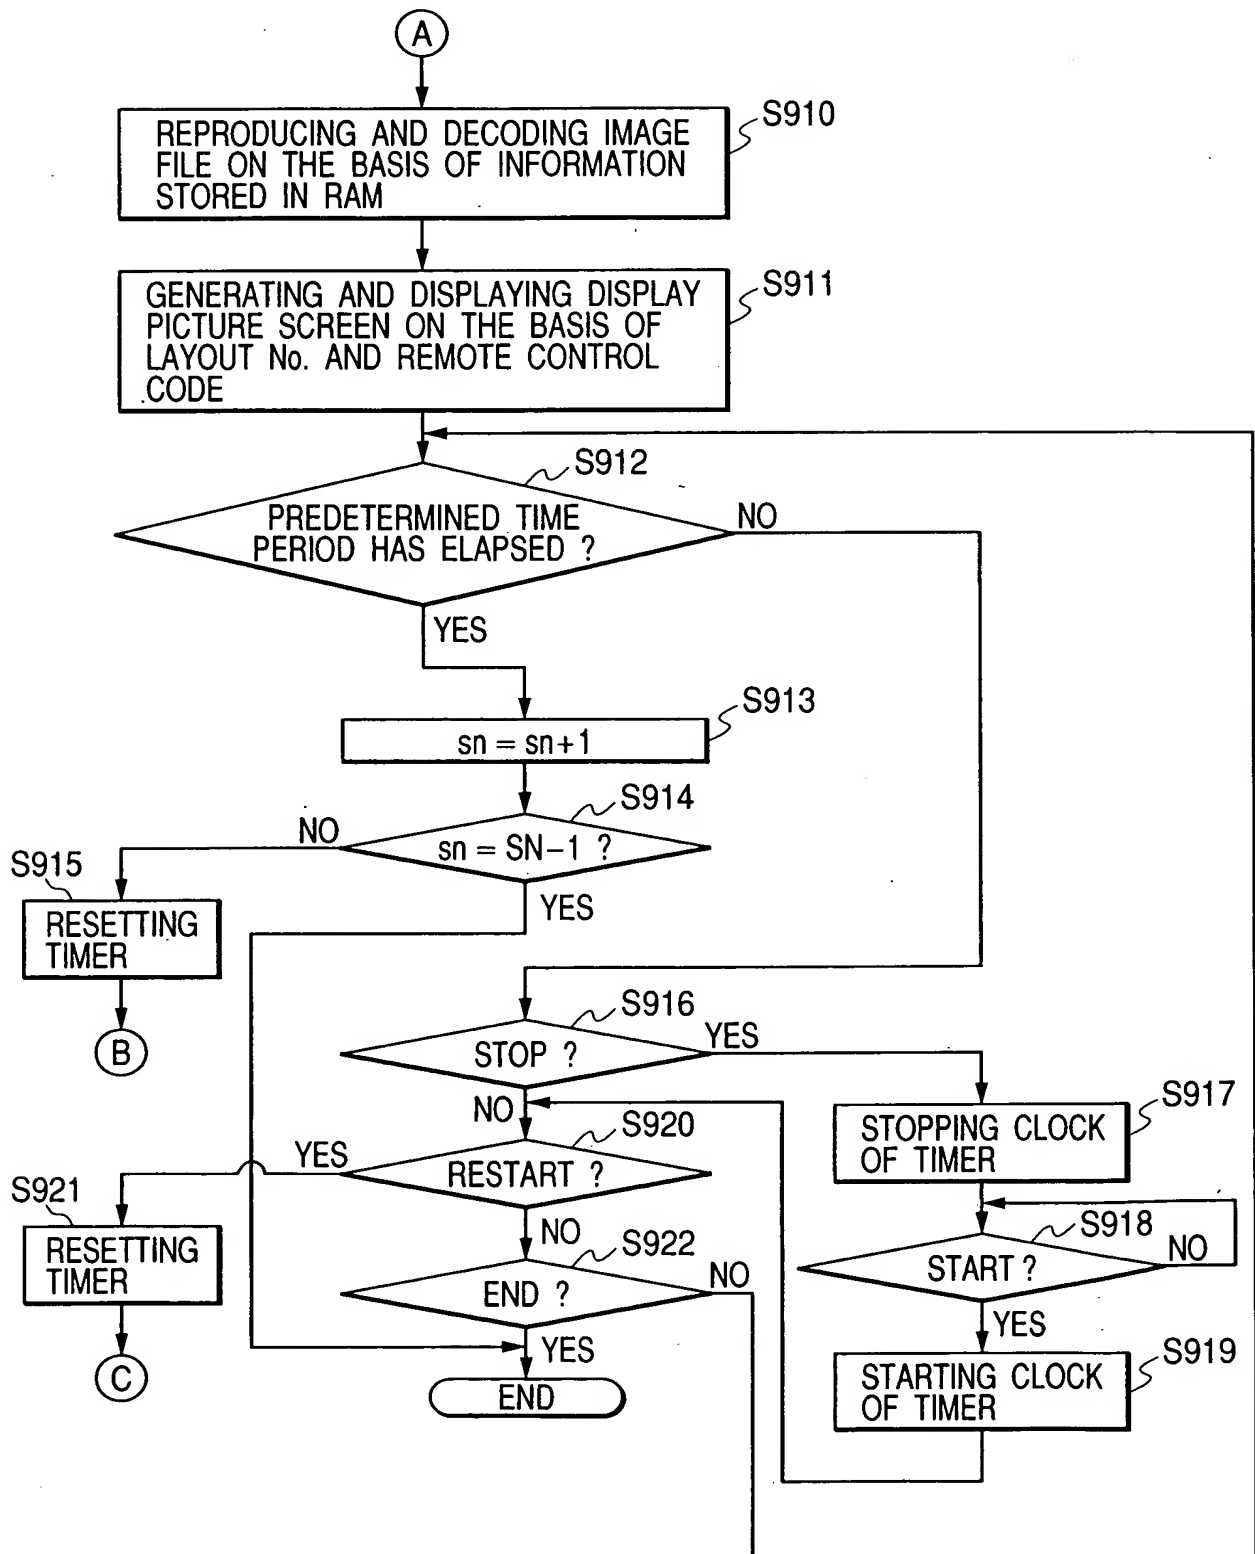 A
S910
REPRODUCING AND DECODING IMAGE
FILE ON THE BASIS OF INFORMATION
STORED IN RAM
S911
GENERATING AND DISPLAYING DISPLAY
PICTURE SCREEN ON THE BASIS OF
LAYOUT No. AND REMOTE CONTROL
CODE
S912
PREDETERMINED TIME
PERIOD HAS ELAPSED ?
NO
YES
S913
sn = sn+1
S914
sn = SN-1 ?
NO
YES
S915
RESETTING
TIMER
B
S916
STOP ?
YES
NO
S917
STOPPING CLOCK
OF TIMER
S918
START ?
NO
YES
S919
STARTING CLOCK
OF TIMER
S920
RESTART ?
YES
NO
S921
RESETTING
TIMER
C
S922
END ?
NO
YES
END